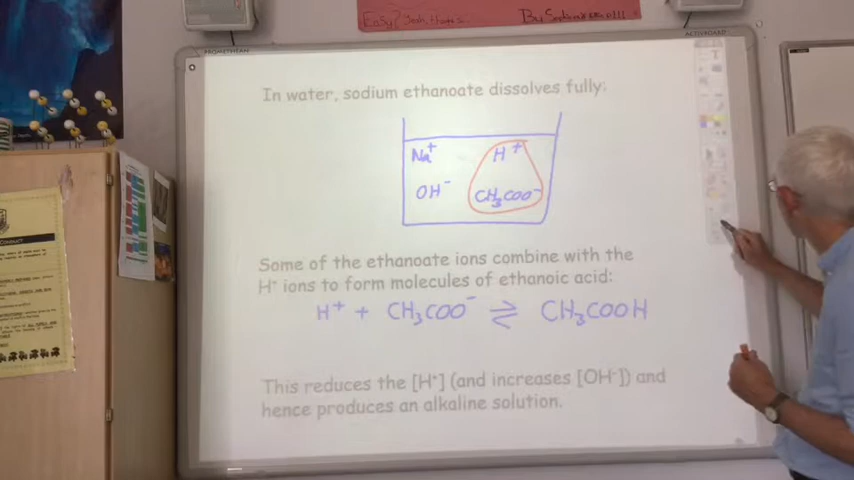 PROMETHEAN
ACTIVBOARD
In water, sodium ethanoate dissolves fully:
Na⁺ H⁺
OH⁻ CH₃COO⁻
Some of the ethanoate ions combine with the
H⁺ ions to form molecules of ethanoic acid:
H⁺ + CH₃COO⁻ ⇌ CH₃COOH
This reduces the [H⁺] (and increases [OH⁻]) and
hence produces an alkaline solution.